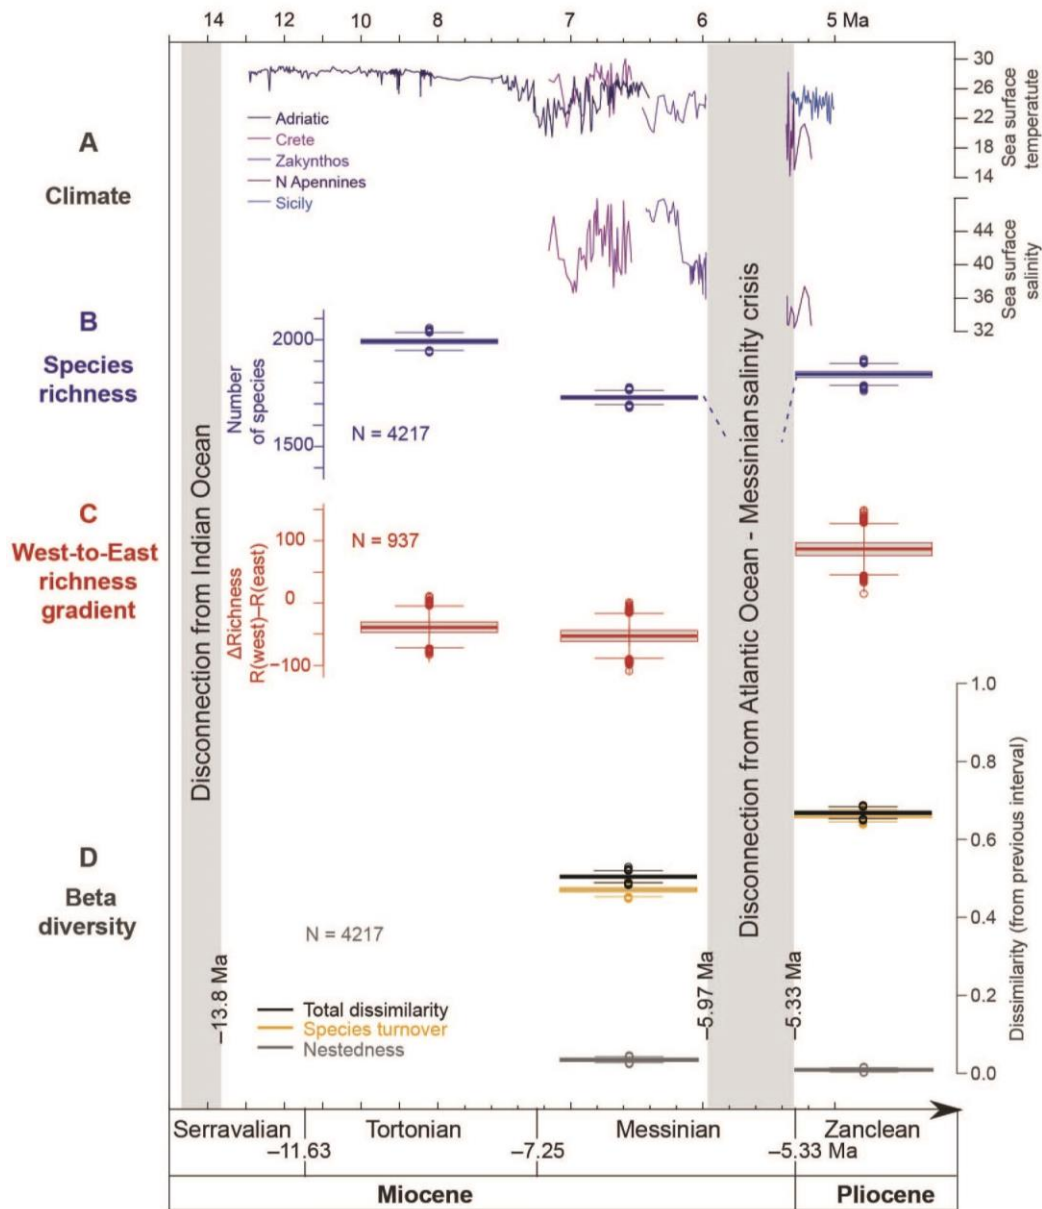 14 12 10 8 7 6 5 Ma
A
Climate
Adriatic
Crete
Zakynthos
N Apennines
Sicily
30
26
22
18
14
Sea surface
temperatute
44
40
36
32
Sea surface
salinity
B
Species
richness
Number
of species
2000
1500
N = 4217
C
West-to-East
richness
gradient
ΔRichness
R(west)–R(east)
100
0
−100
N = 937
Disconnection from Indian Ocean
Disconnection from Atlantic Ocean - Messinian salinity crisis
D
Beta
diversity
N = 4217
Total dissimilarity
Species turnover
Nestedness
1.0
0.8
0.6
0.4
0.2
0.0
Dissimilarity (from previous interval)
–13.8 Ma
–5.97 Ma
–5.33 Ma
Serravalian Tortonian Messinian Zanclean
–11.63 –7.25 –5.33 Ma
Miocene Pliocene